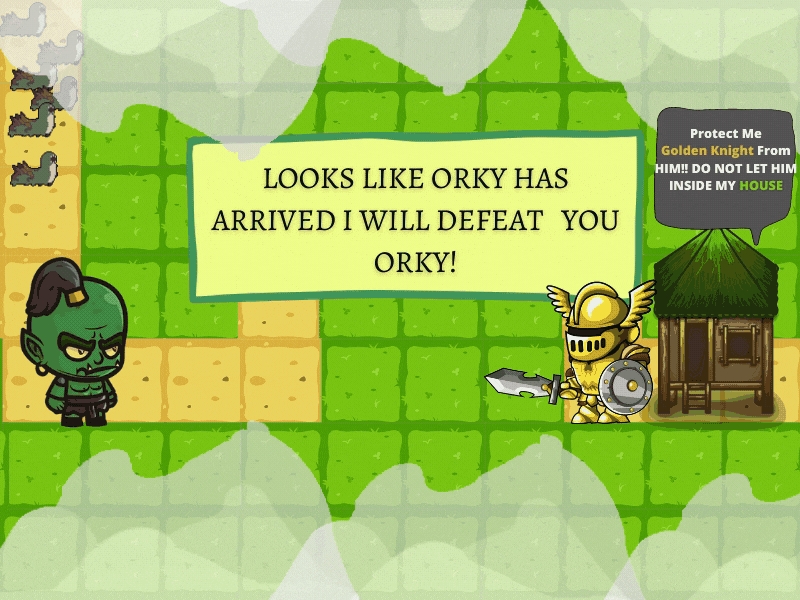 LOOKS LIKE ORKY HAS
ARRIVED I WILL DEFEAT YOU
ORKY!
Protect Me
Golden Knight From
HIM!! DO NOT LET HIM
INSIDE MY HOUSE